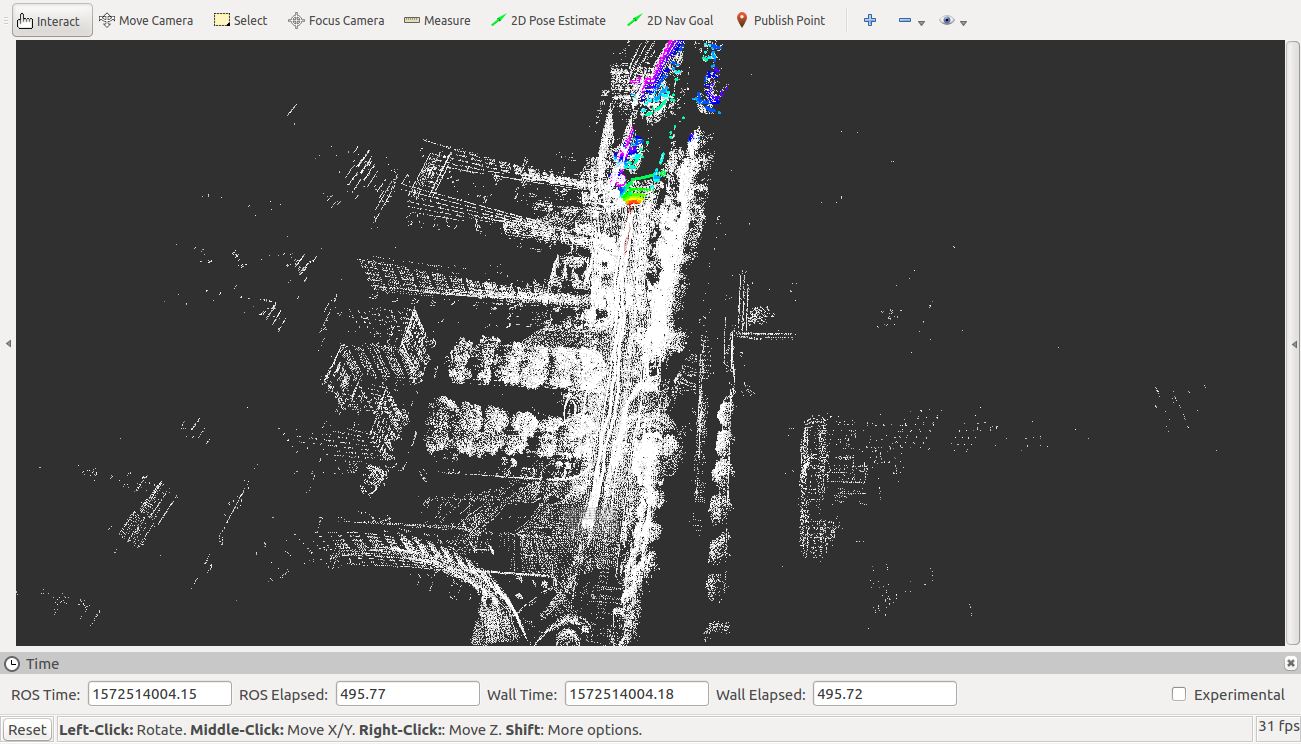 Interact Move Camera Select Focus Camera Measure 2D Pose Estimate 2D Nav Goal Publish Point
Time
ROS Time: 1572514004.15 ROS Elapsed: 495.77 Wall Time: 1572514004.18 Wall Elapsed: 495.72 Experimental
Reset Left-Click: Rotate. Middle-Click: Move X/Y. Right-Click:: Move Z. Shift: More options. 31 fps